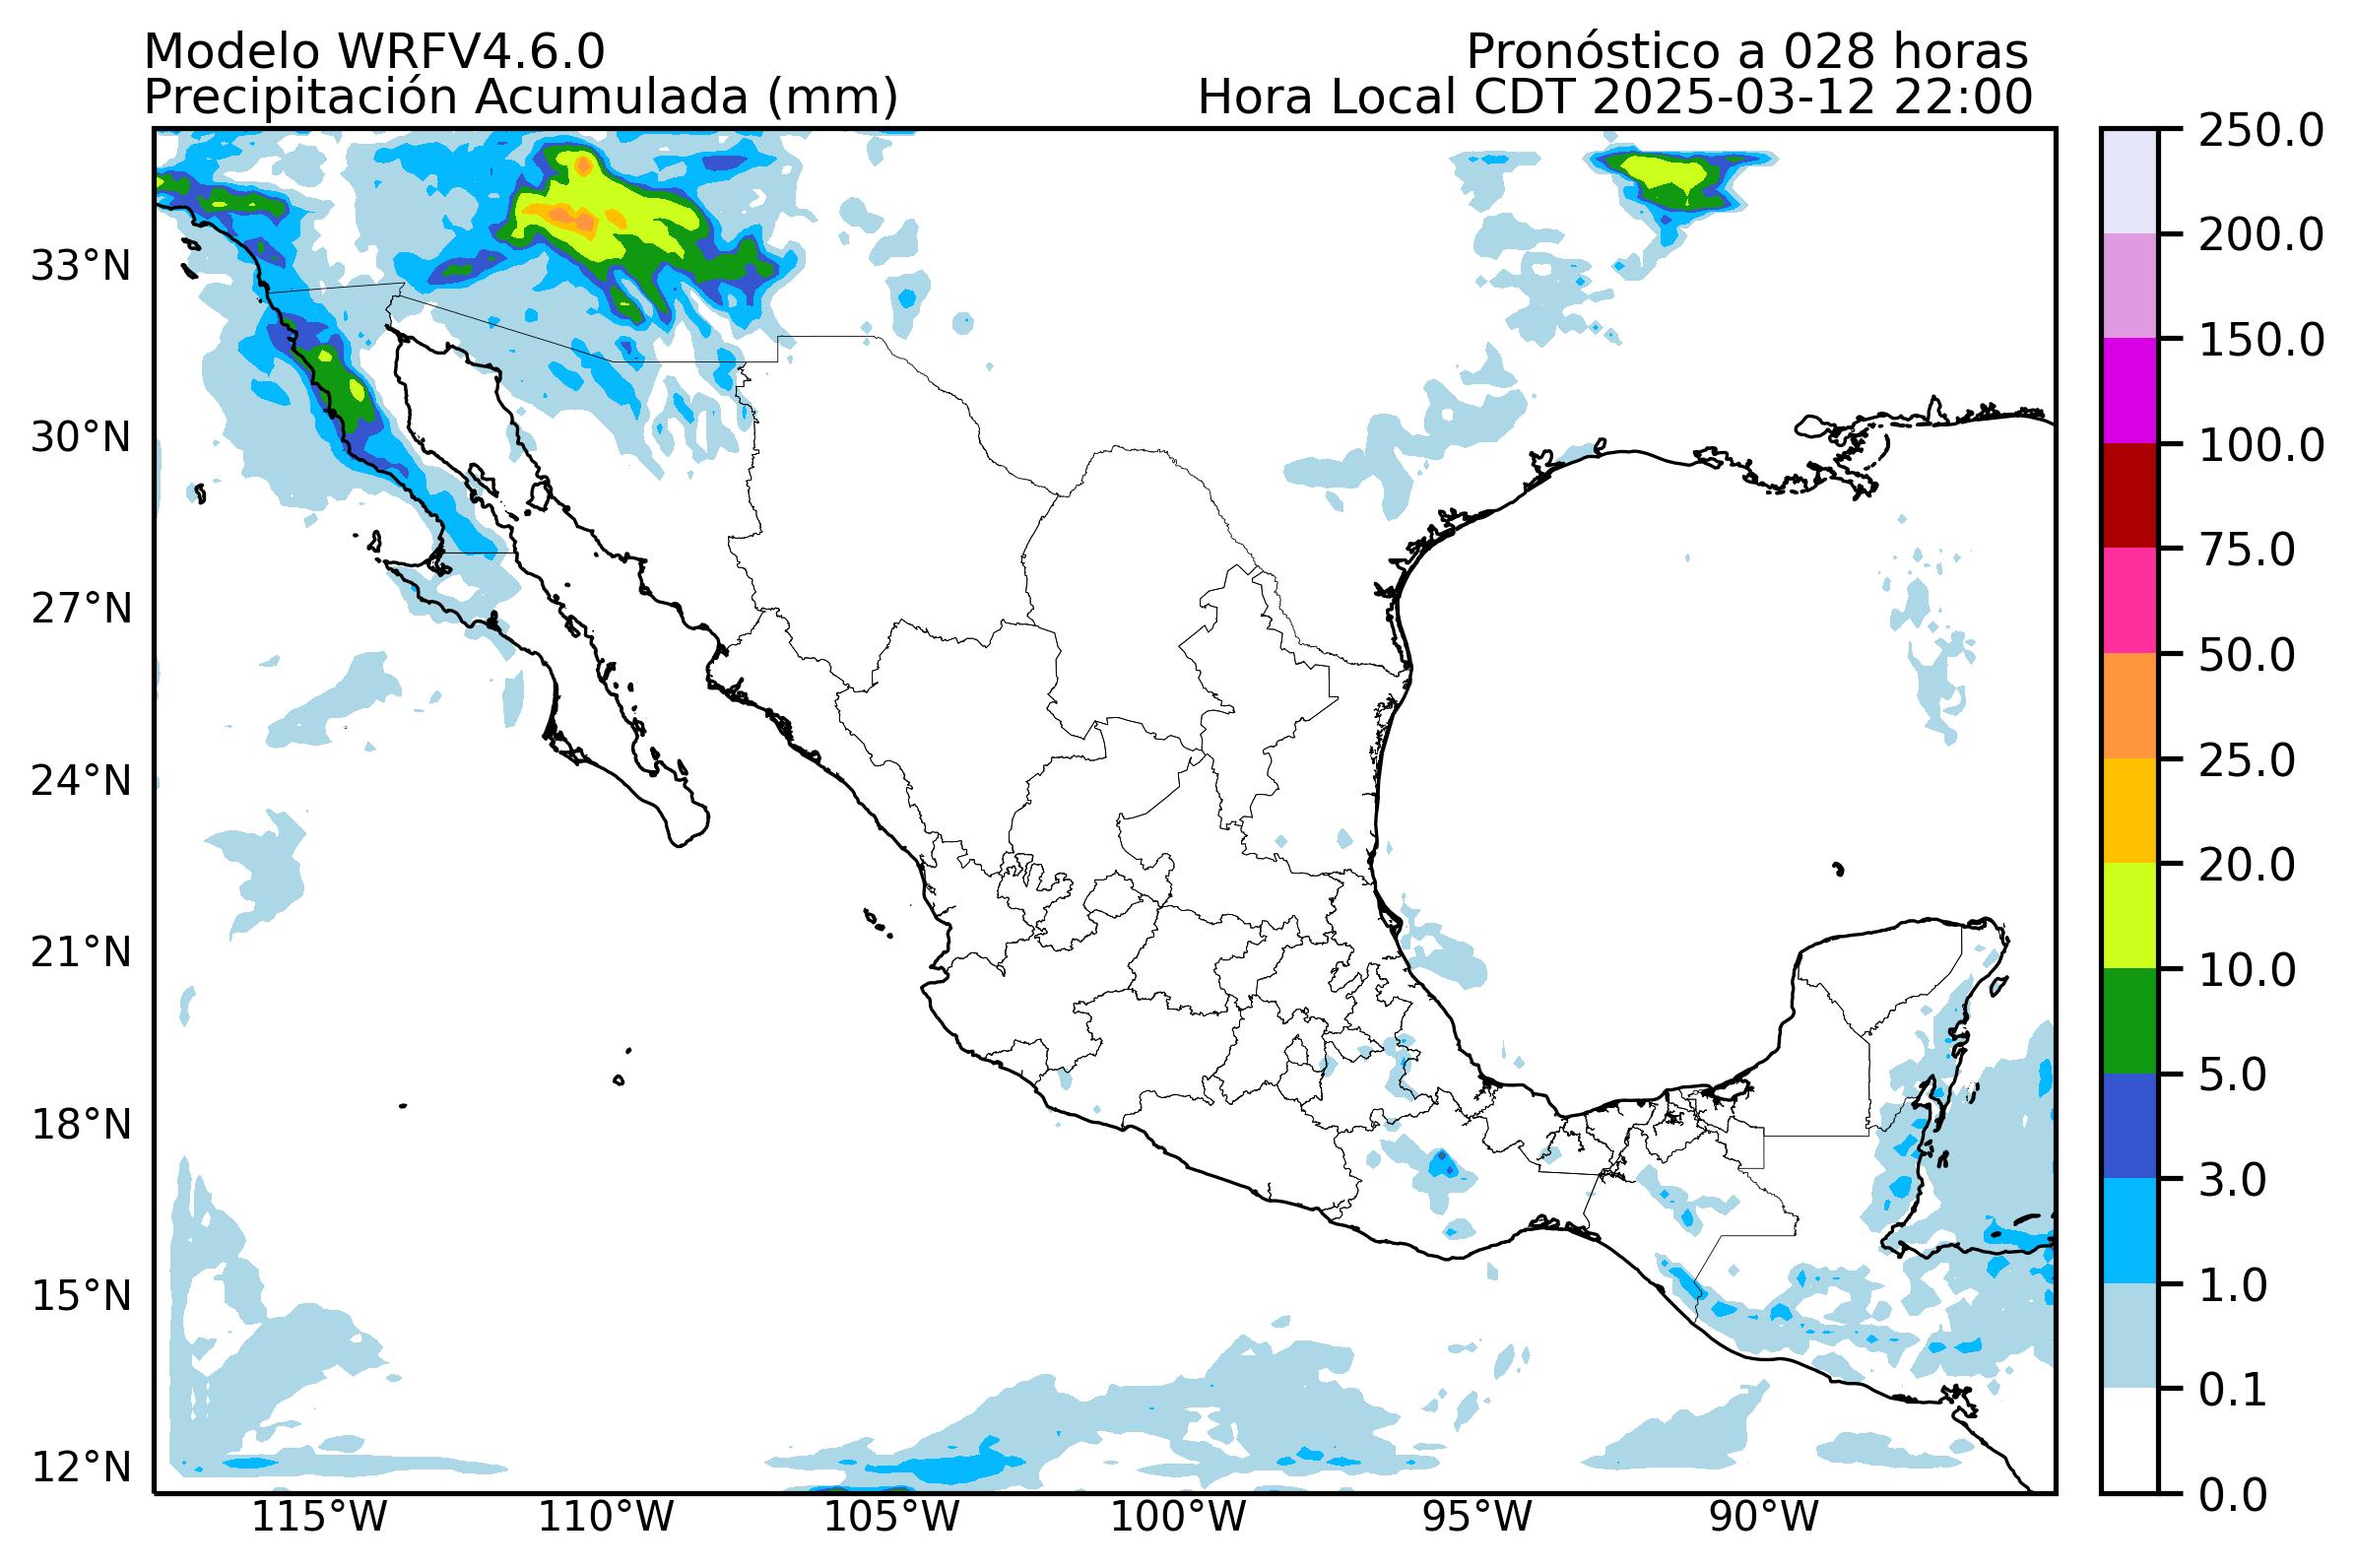 Modelo WRFV4.6.0
Pronóstico a 028 horas
Precipitación Acumulada (mm)
Hora Local CDT 2025-03-12 22:00
33°N
30°N
27°N
24°N
21°N
18°N
15°N
12°N
115°W
110°W
105°W
100°W
95°W
90°W
250.0
200.0
150.0
100.0
75.0
50.0
25.0
20.0
10.0
5.0
3.0
1.0
0.1
0.0